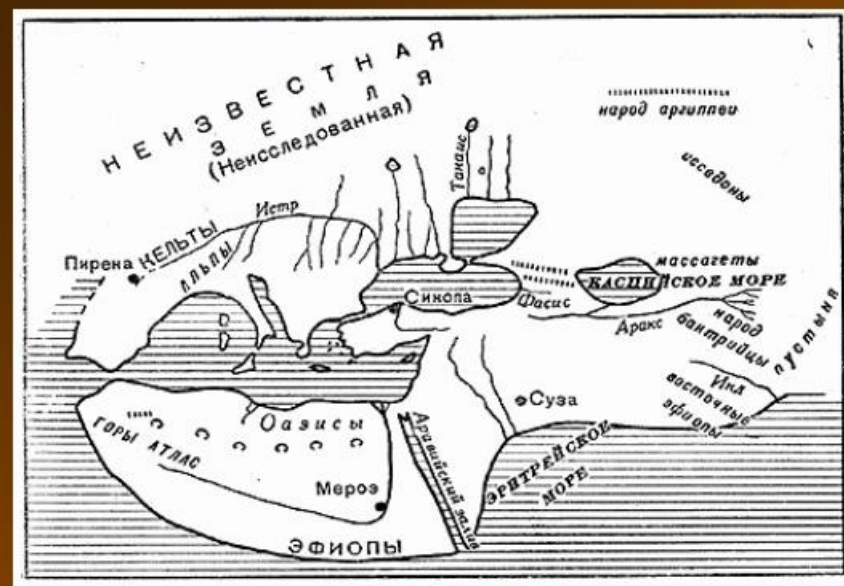 НЕИЗВЕСТНАЯ
ЗЕМЛЯ
(Неисследованная)
народ аргиппеи
исседоны
Танаис
Истр
Пирена
КЕЛЬТЫ
АЛЬПЫ
массагеты
КАСПИЙСКОЕ МОРЕ
Синопа
Фасис
Аракс
народ
бактрийцы
пустыня
Инд
восточные
эфиопы
Суза
Оазисы
ГОРЫ АТЛАС
Аравийский залив
ЭРИТРЕЙСКОЕ
МОРЕ
Мероэ
ЭФИОПЫ